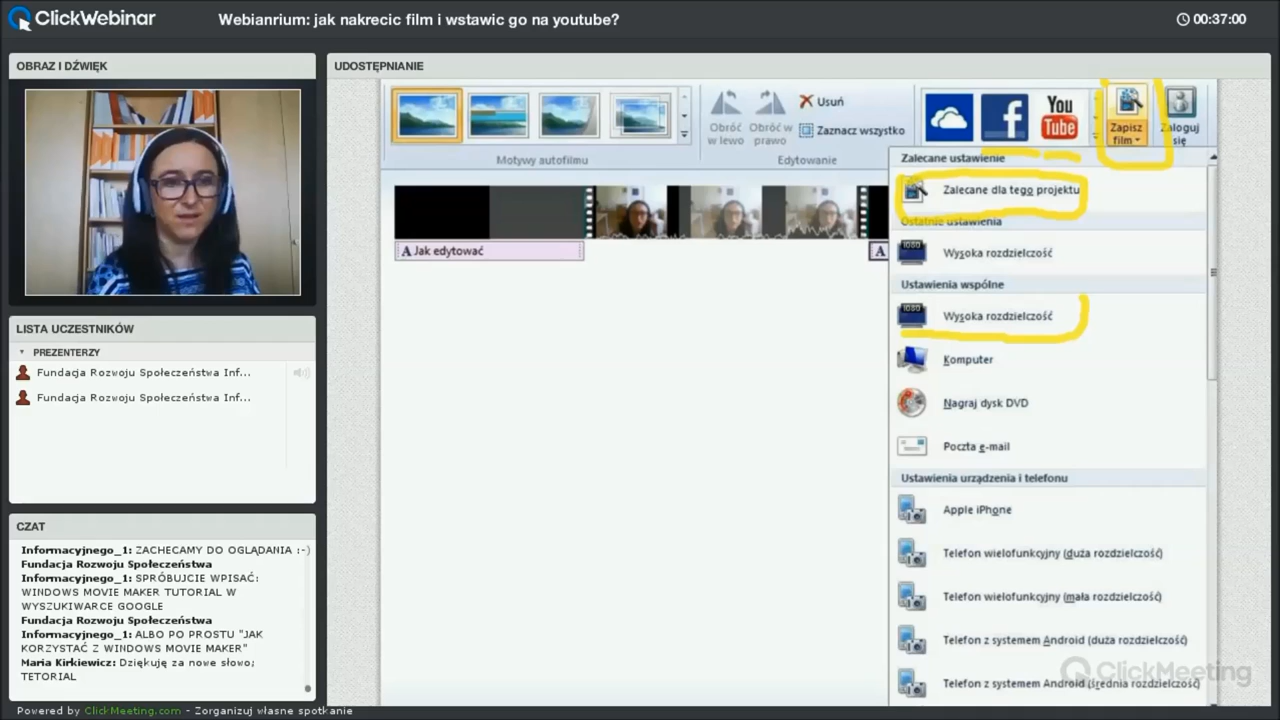 ClickWebinar
Webianrium: jak nakrecic film i wstawic go na youtube?
00:37:00
OBRAZ I DŹWIĘK
LISTA UCZESTNIKÓW
PREZENTERZY
Fundacja Rozwoju Społeczeństwa Inf...
Fundacja Rozwoju Społeczeństwa Inf...
CZAT
Informacyjnego_1: ZACHECAMY DO OGLĄDANIA :-)
Fundacja Rozwoju Społeczeństwa
Informacyjnego_1: SPRÓBUJCIE WPISAĆ:
WINDOWS MOVIE MAKER TUTORIAL W
WYSZUKIWARCE GOOGLE
Fundacja Rozwoju Społeczeństwa
Informacyjnego_1: ALBO PO PROSTU "JAK
KORZYSTAĆ Z WINDOWS MOVIE MAKER"
Maria Kirkiewicz: Dziękuję za nowe słowo;
TETORIAL
Powered by ClickMeeting.com - Zorganizuj własne spotkanie
UDOSTĘPNIANIE
Obróć w lewo
Obróć w prawo
Usuń
Zaznacz wszystko
You Tube
Zapisz film
Zaloguj się
Motywy autofilmu
Edytowanie
A Jak edytować
A
Zalecane ustawienie
Zalecane dla tego projektu
Ostatnie ustawienia
1080 Wysoka rozdzielczość
Ustawienia wspólne
1080 Wysoka rozdzielczość
Komputer
Nagraj dysk DVD
Poczta e-mail
Ustawienia urządzenia i telefonu
Apple iPhone
Telefon wielofunkcyjny (duża rozdzielczość)
Telefon wielofunkcyjny (mała rozdzielczość)
Telefon z systemem Android (duża rozdzielczość)
Telefon z systemem Android (średnia rozdzielczość)
ClickMeeting